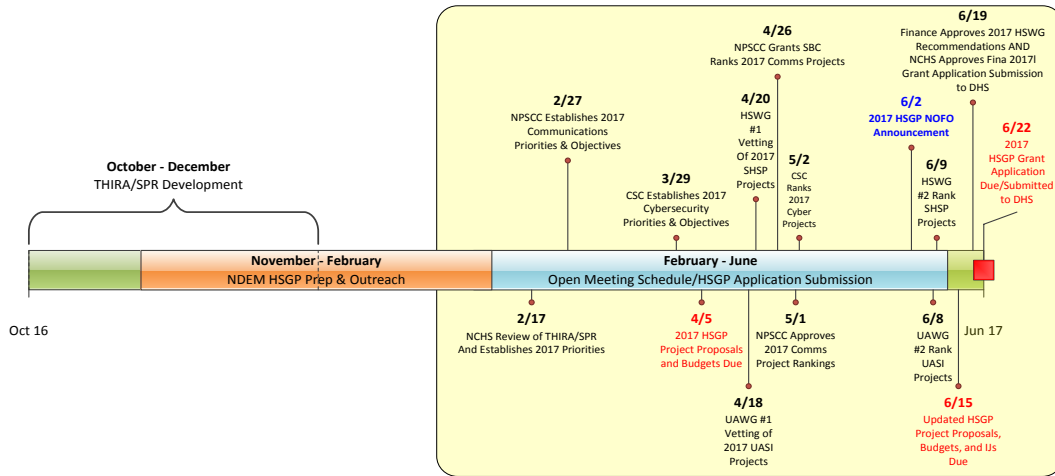 October - December
THIRA/SPR Development
2/27
NPSCC Establishes 2017
Communications
Priorities & Objectives
3/29
CSC Establishes 2017
Cybersecurity
Priorities & Objectives
4/20
HSWG
#1
Vetting
Of 2017
SHSP
Projects
4/26
NPSCC Grants SBC
Ranks 2017 Comms Projects
5/2
CSC
Ranks
2017
Cyber
Projects
6/2
2017 HSGP NOFO
Announcement
6/9
HSWG
#2 Rank
SHSP
Projects
6/19
Finance Approves 2017 HSWG
Recommendations AND
NCHS Approves Fina 2017l
Grant Application Submission
to DHS
6/22
2017
HSGP Grant
Application
Due/Submitted
to DHS
November - February
NDEM HSGP Prep & Outreach
February - June
Open Meeting Schedule/HSGP Application Submission
Oct 16
Jun 17
2/17
NCHS Review of THIRA/SPR
And Establishes 2017 Priorities
4/5
2017 HSGP
Project Proposals
and Budgets Due
4/18
UAWG #1
Vetting of
2017 UASI
Projects
5/1
NPSCC Approves
2017 Comms
Project Rankings
6/8
UAWG
#2 Rank
UASI
Projects
6/15
Updated HSGP
Project Proposals,
Budgets, and IJs
Due